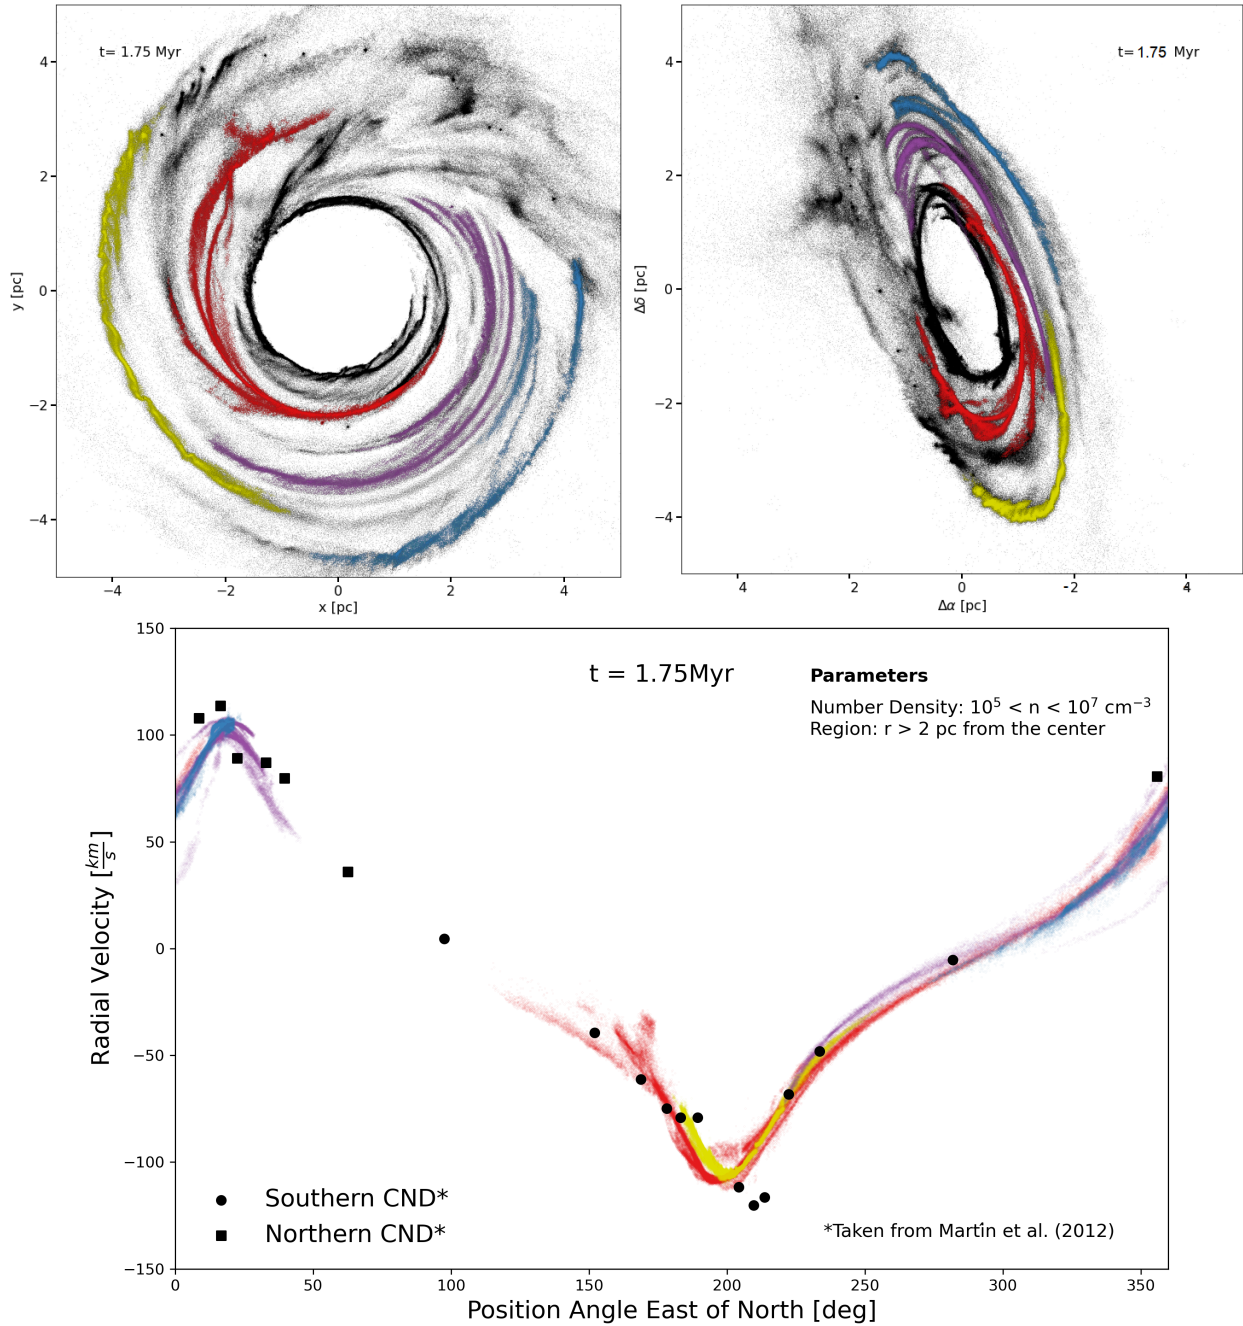 t= 1.75 Myr
4
2
0
−2
−4
y [pc]
−4
−2
0
2
4
x [pc]
t= 1.75 Myr
4
2
0
−2
−4
Δδ [pc]
4
2
0
-2
4
Δα [pc]
150
100
50
0
−50
−100
−150
Radial Velocity [km/s]
t = 1.75Myr
Parameters
Number Density: 10⁵ < n < 10⁷ cm⁻³
Region: r > 2 pc from the center
Southern CND*
Northern CND*
*Taken from Martín et al. (2012)
0
50
100
150
200
250
300
350
Position Angle East of North [deg]